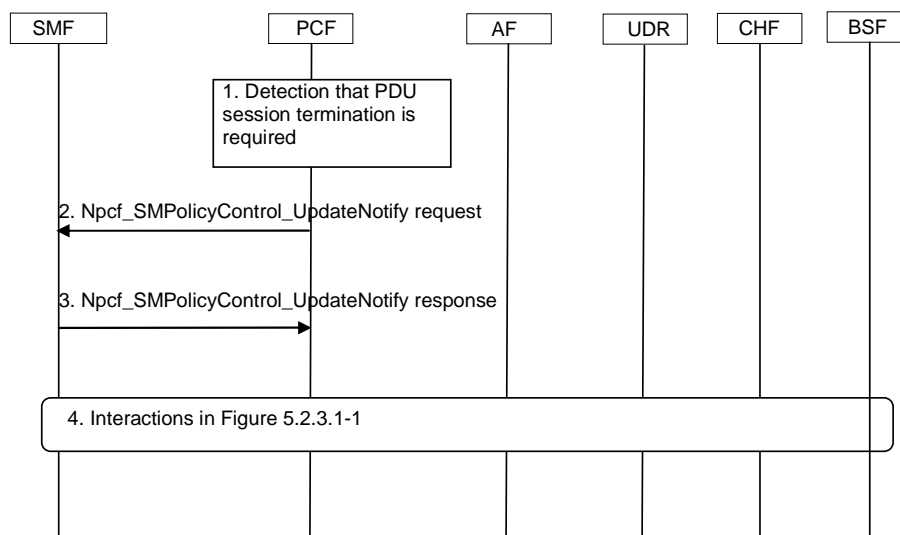 SMF PCF AF UDR CHF BSF
1. Detection that PDU
session termination is
required
2. Npcf_SMPolicyControl_UpdateNotify request
3. Npcf_SMPolicyControl_UpdateNotify response
4. Interactions in Figure 5.2.3.1-1